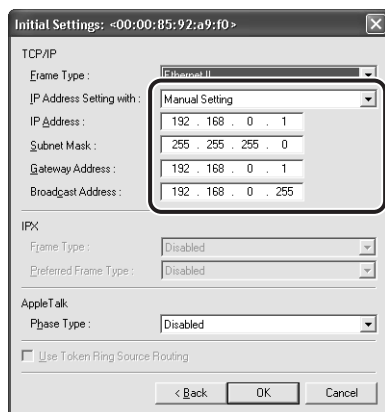 Initial Settings: <00:00:85:92:a9:f0>
TCP/IP
Frame Type : Ethernet II
IP Address Setting with : Manual Setting
IP Address : 192 . 168 . 0 . 1
Subnet Mask : 255 . 255 . 255 . 0
Gateway Address : 192 . 168 . 0 . 1
Broadcast Address : 192 . 168 . 0 . 255
IPX
Frame Type : Disabled
Preferred Frame Type : Disabled
AppleTalk
Phase Type : Disabled
Use Token Ring Source Routing
< Back OK Cancel